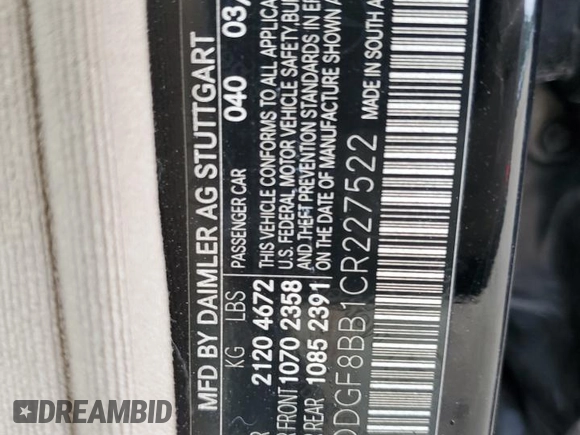 MFD BY DAIMLER AG STUTTGART
KG LBS PASSENGER CAR 040 03/
2120 4672 THIS VEHICLE CONFORMS TO ALL
FRONT 1070 2358 U.S. FEDERAL MOTOR VEHICLE SAFETY,
REAR 1085 2391 AND THEFT PREVENTION STANDARDS IN
ON THE DATE OF MANUFACTURE SHOWN
DGF8BB1CR227522 MADE IN SOUTH
DREAMBID